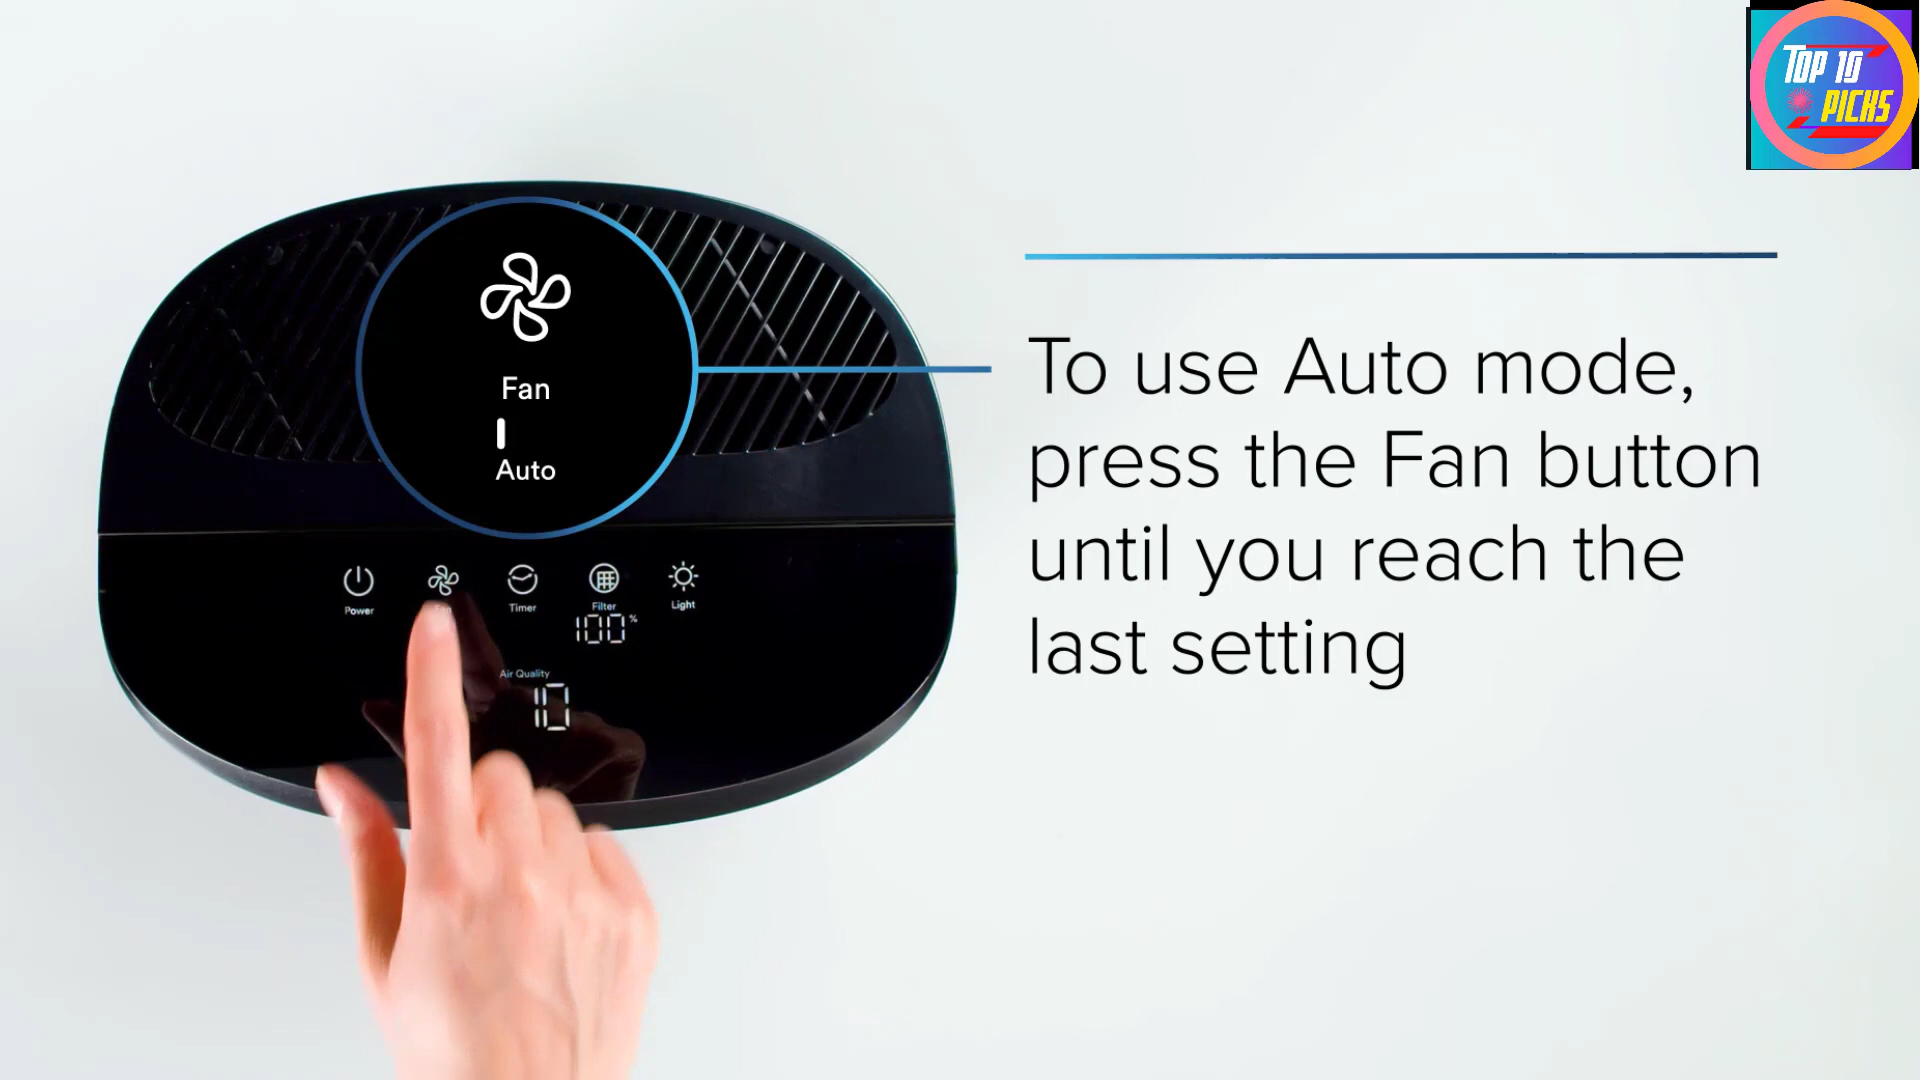 TOP 10
PICKS
Fan
Auto
To use Auto mode,
press the Fan button
until you reach the
last setting
Power
Timer
Filter
Light
100%
Air Quality
10